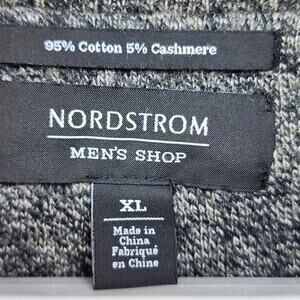 95% Cotton 5% Cashmere
NORDSTROM
MEN'S SHOP
XL
Made in
China
Fabriqué
en Chine